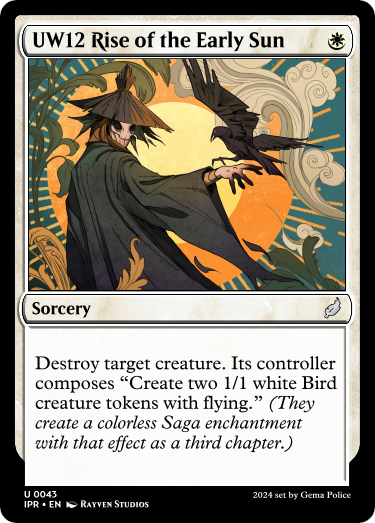 UW12 Rise of the Early Sun
Sorcery
Destroy target creature. Its controller
composes “Create two 1/1 white Bird
creature tokens with flying.” (They
create a colorless Saga enchantment
with that effect as a third chapter.)
U 0043
IPR • EN Rayven Studios
2024 set by Gema Police